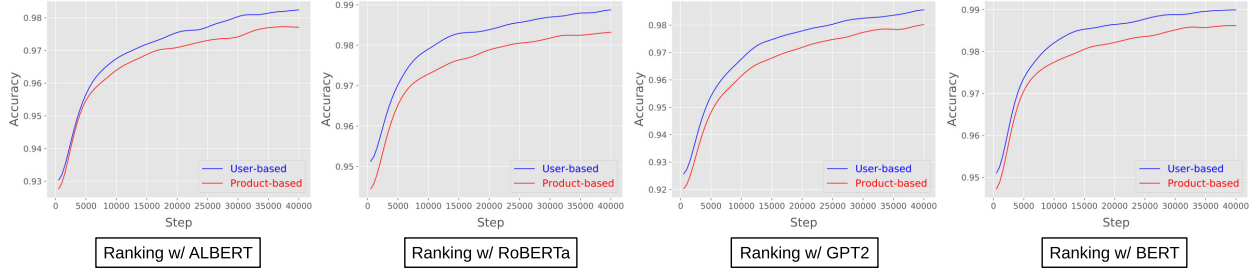 0.98
0.97
0.96
0.95
0.94
0.93
Accuracy
User-based
Product-based
0 5000 10000 15000 20000 25000 30000 35000 40000
Step
Ranking w/ ALBERT
0.99
0.98
0.97
0.96
0.95
Accuracy
User-based
Product-based
0 5000 10000 15000 20000 25000 30000 35000 40000
Step
Ranking w/ RoBERTa
0.98
0.97
0.96
0.95
0.94
0.93
0.92
Accuracy
User-based
Product-based
0 5000 10000 15000 20000 25000 30000 35000 40000
Step
Ranking w/ GPT2
0.99
0.98
0.97
0.96
0.95
Accuracy
User-based
Product-based
0 5000 10000 15000 20000 25000 30000 35000 40000
Step
Ranking w/ BERT